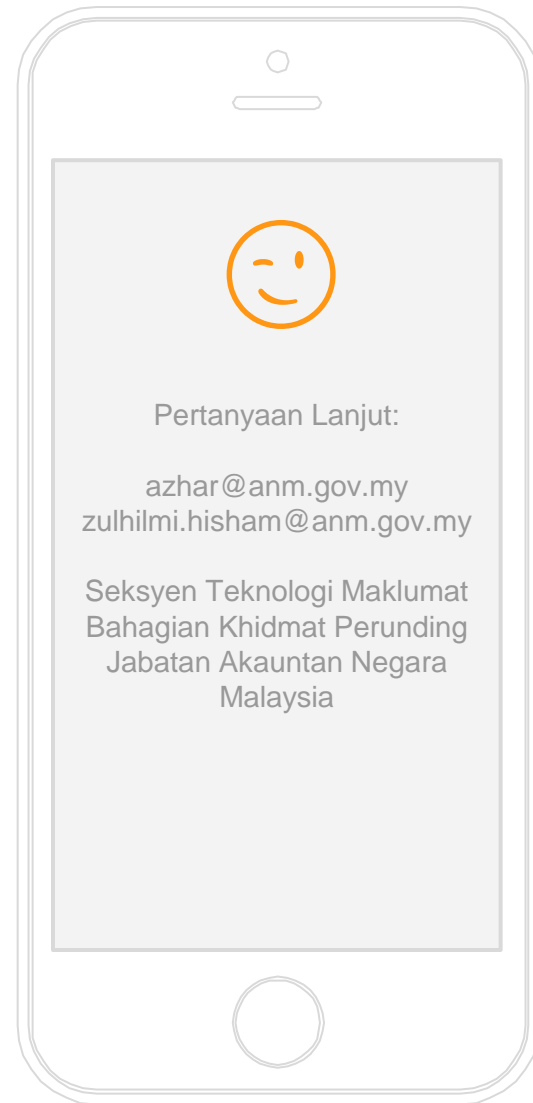 Pertanyaan Lanjut:
azhar@anm.gov.my
zulhilmi.hisham@anm.gov.my
Seksyen Teknologi Maklumat
Bahagian Khidmat Perunding
Jabatan Akauntan Negara
Malaysia